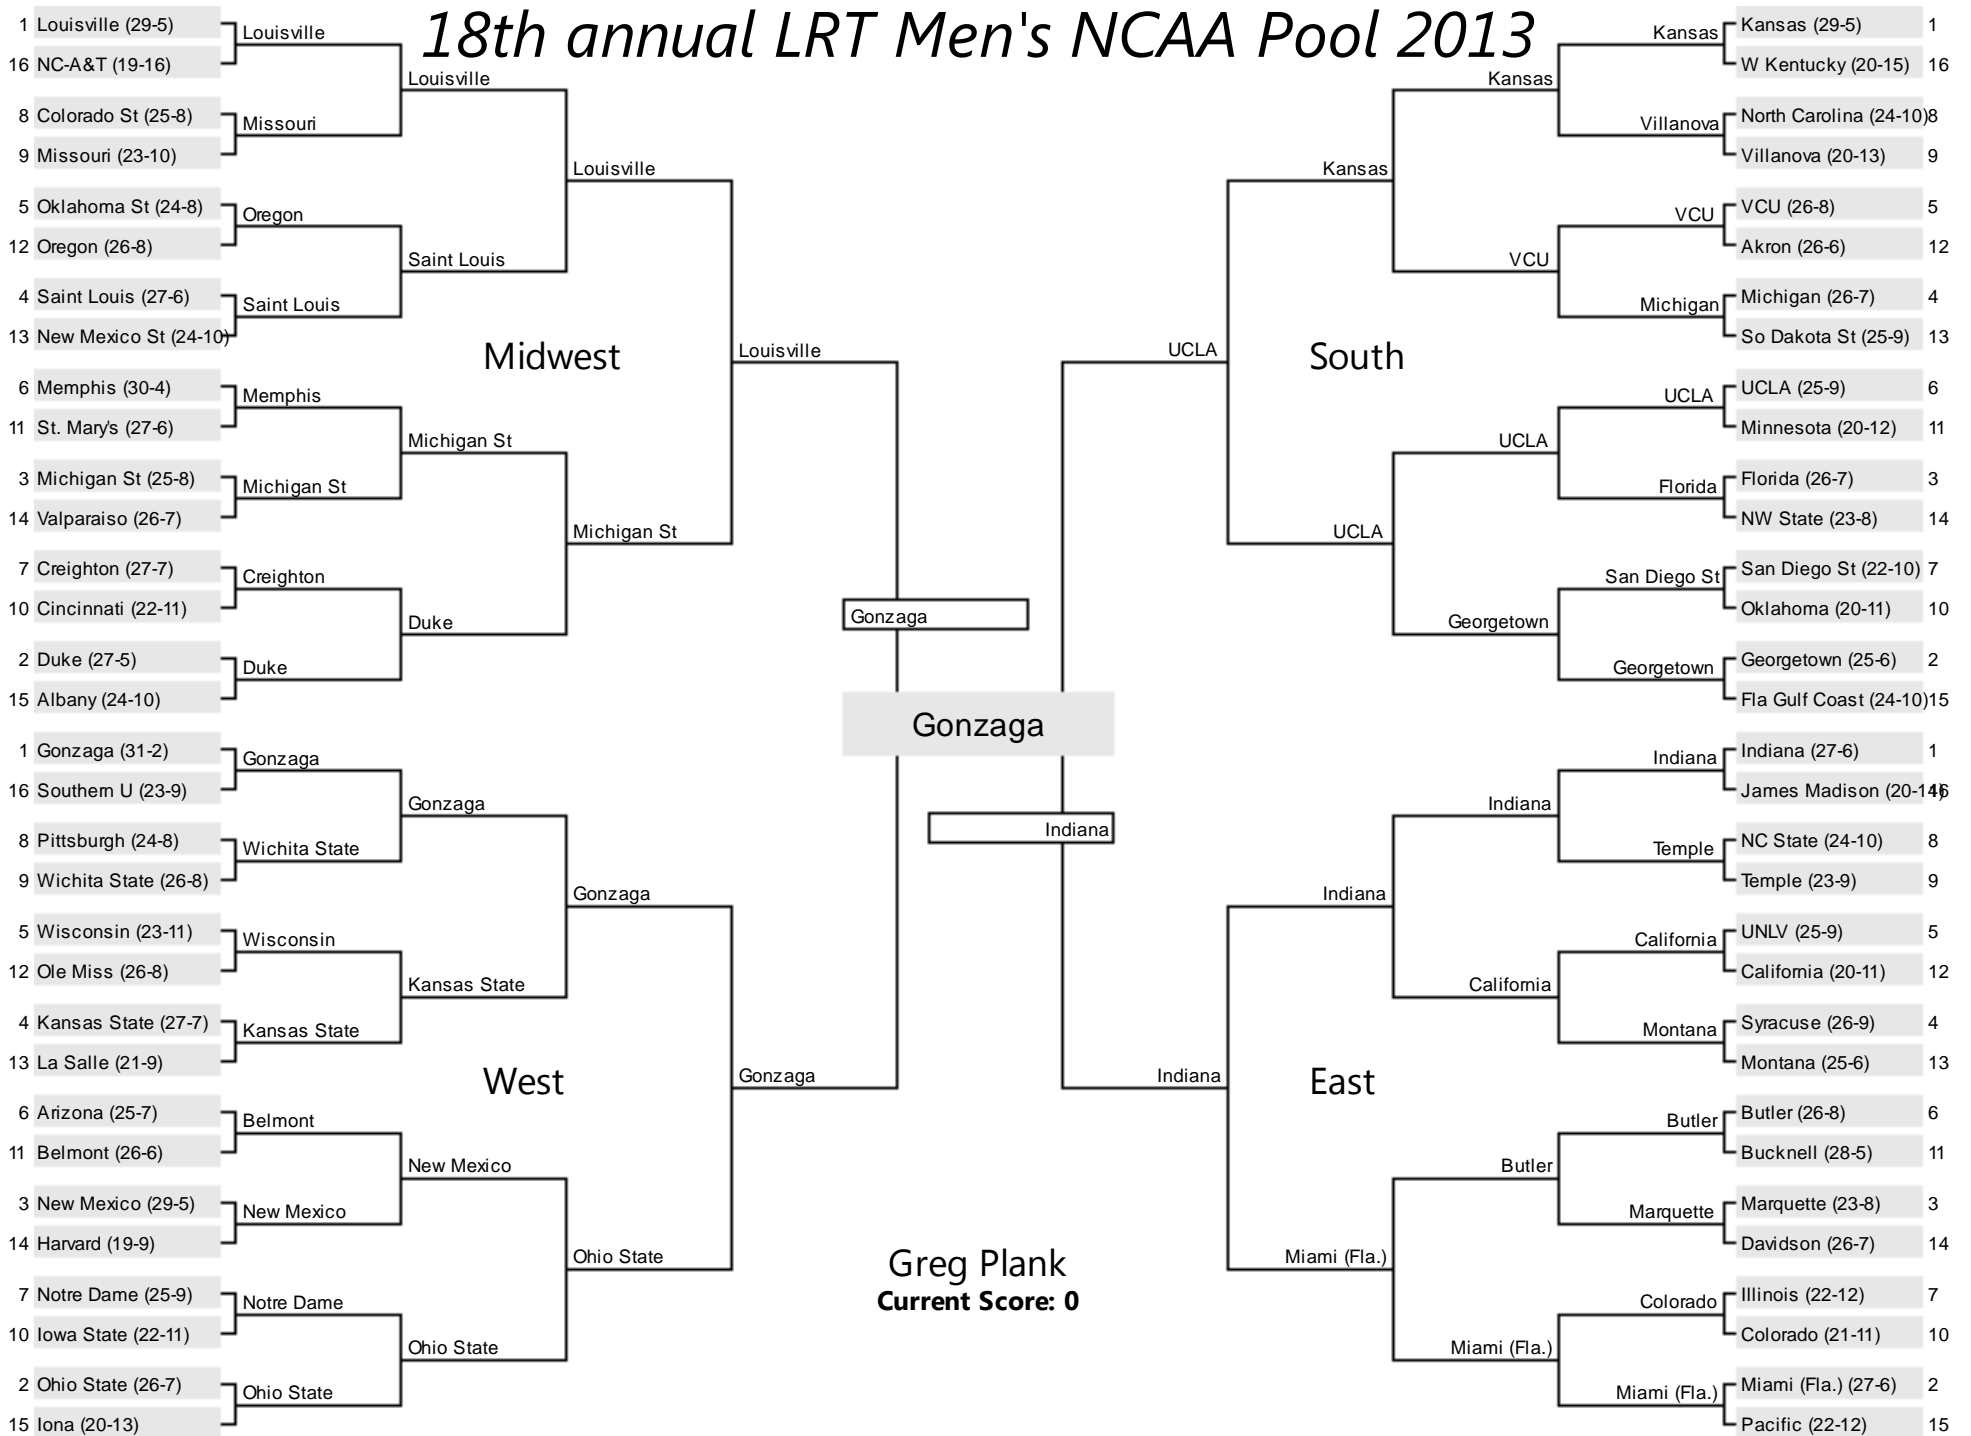 18th annual LRT Men's NCAA Pool 2013
1 Louisville (29-5)
16 NC-A&T (19-16)
8 Colorado St (25-8)
9 Missouri (23-10)
5 Oklahoma St (24-8)
12 Oregon (26-8)
4 Saint Louis (27-6)
13 New Mexico St (24-10)
6 Memphis (30-4)
11 St. Mary's (27-6)
3 Michigan St (25-8)
14 Valparaiso (26-7)
7 Creighton (27-7)
10 Cincinnati (22-11)
2 Duke (27-5)
15 Albany (24-10)
Louisville
Missouri
Oregon
Saint Louis
Memphis
Michigan St
Creighton
Duke
Louisville
Saint Louis
Michigan St
Duke
Louisville
Michigan St
Louisville
Midwest
1 Gonzaga (31-2)
16 Southern U (23-9)
8 Pittsburgh (24-8)
9 Wichita State (26-8)
5 Wisconsin (23-11)
12 Ole Miss (26-8)
4 Kansas State (27-7)
13 La Salle (21-9)
6 Arizona (25-7)
11 Belmont (26-6)
3 New Mexico (29-5)
14 Harvard (19-9)
7 Notre Dame (25-9)
10 Iowa State (22-11)
2 Ohio State (26-7)
15 Iona (20-13)
Gonzaga
Wichita State
Wisconsin
Kansas State
Belmont
New Mexico
Notre Dame
Ohio State
Gonzaga
Kansas State
New Mexico
Ohio State
Gonzaga
Ohio State
Gonzaga
West
Gonzaga
Gonzaga
Indiana
Greg Plank
Current Score: 0
Kansas (29-5) 1
W Kentucky (20-15) 16
North Carolina (24-10) 8
Villanova (20-13) 9
VCU (26-8) 5
Akron (26-6) 12
Michigan (26-7) 4
So Dakota St (25-9) 13
UCLA (25-9) 6
Minnesota (20-12) 11
Florida (26-7) 3
NW State (23-8) 14
San Diego St (22-10) 7
Oklahoma (20-11) 10
Georgetown (25-6) 2
Fla Gulf Coast (24-10) 15
Kansas
Villanova
VCU
Michigan
UCLA
Florida
San Diego St
Georgetown
Kansas
VCU
UCLA
Georgetown
Kansas
UCLA
UCLA
South
Indiana (27-6) 1
James Madison (20-14) 16
NC State (24-10) 8
Temple (23-9) 9
UNLV (25-9) 5
California (20-11) 12
Syracuse (26-9) 4
Montana (25-6) 13
Butler (26-8) 6
Bucknell (28-5) 11
Marquette (23-8) 3
Davidson (26-7) 14
Illinois (22-12) 7
Colorado (21-11) 10
Miami (Fla.) (27-6) 2
Pacific (22-12) 15
Indiana
Temple
California
Montana
Butler
Marquette
Colorado
Miami (Fla.)
Indiana
California
Butler
Miami (Fla.)
Indiana
Miami (Fla.)
Indiana
East